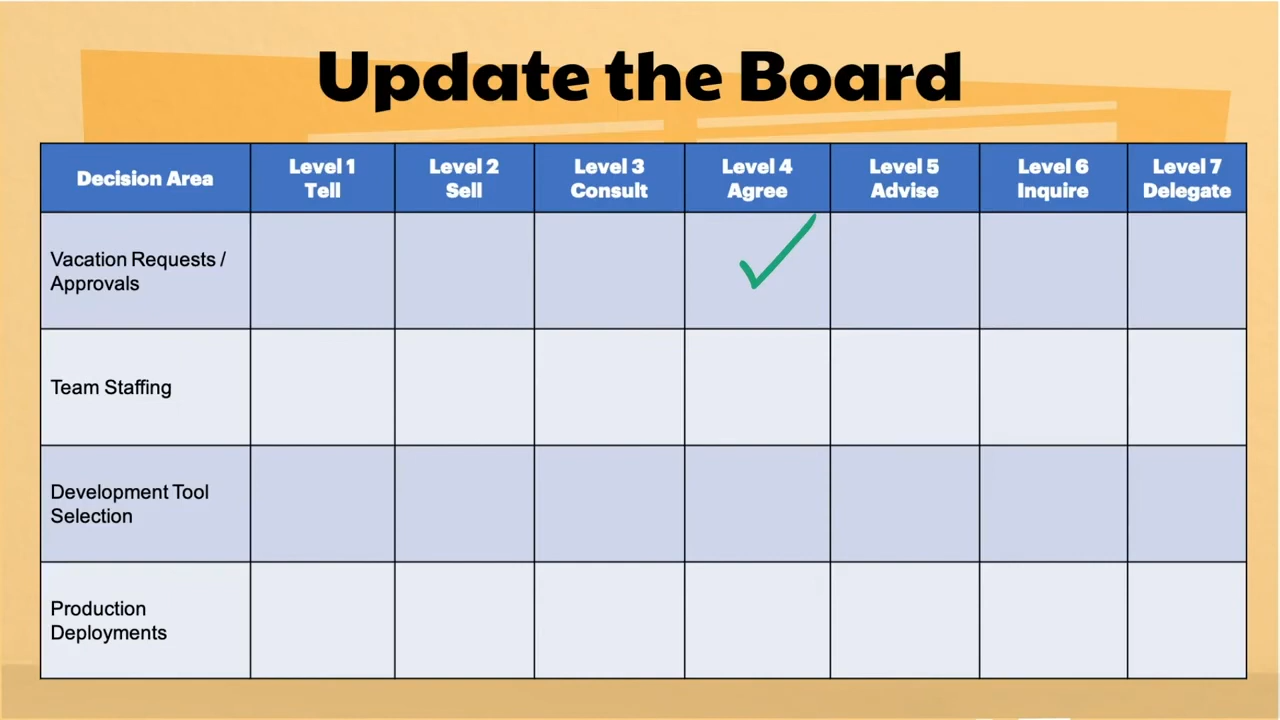 Update the Board
Decision Area
Level 1
Tell
Level 2
Sell
Level 3
Consult
Level 4
Agree
Level 5
Advise
Level 6
Inquire
Level 7
Delegate
Vacation Requests /
Approvals
Team Staffing
Development Tool
Selection
Production
Deployments